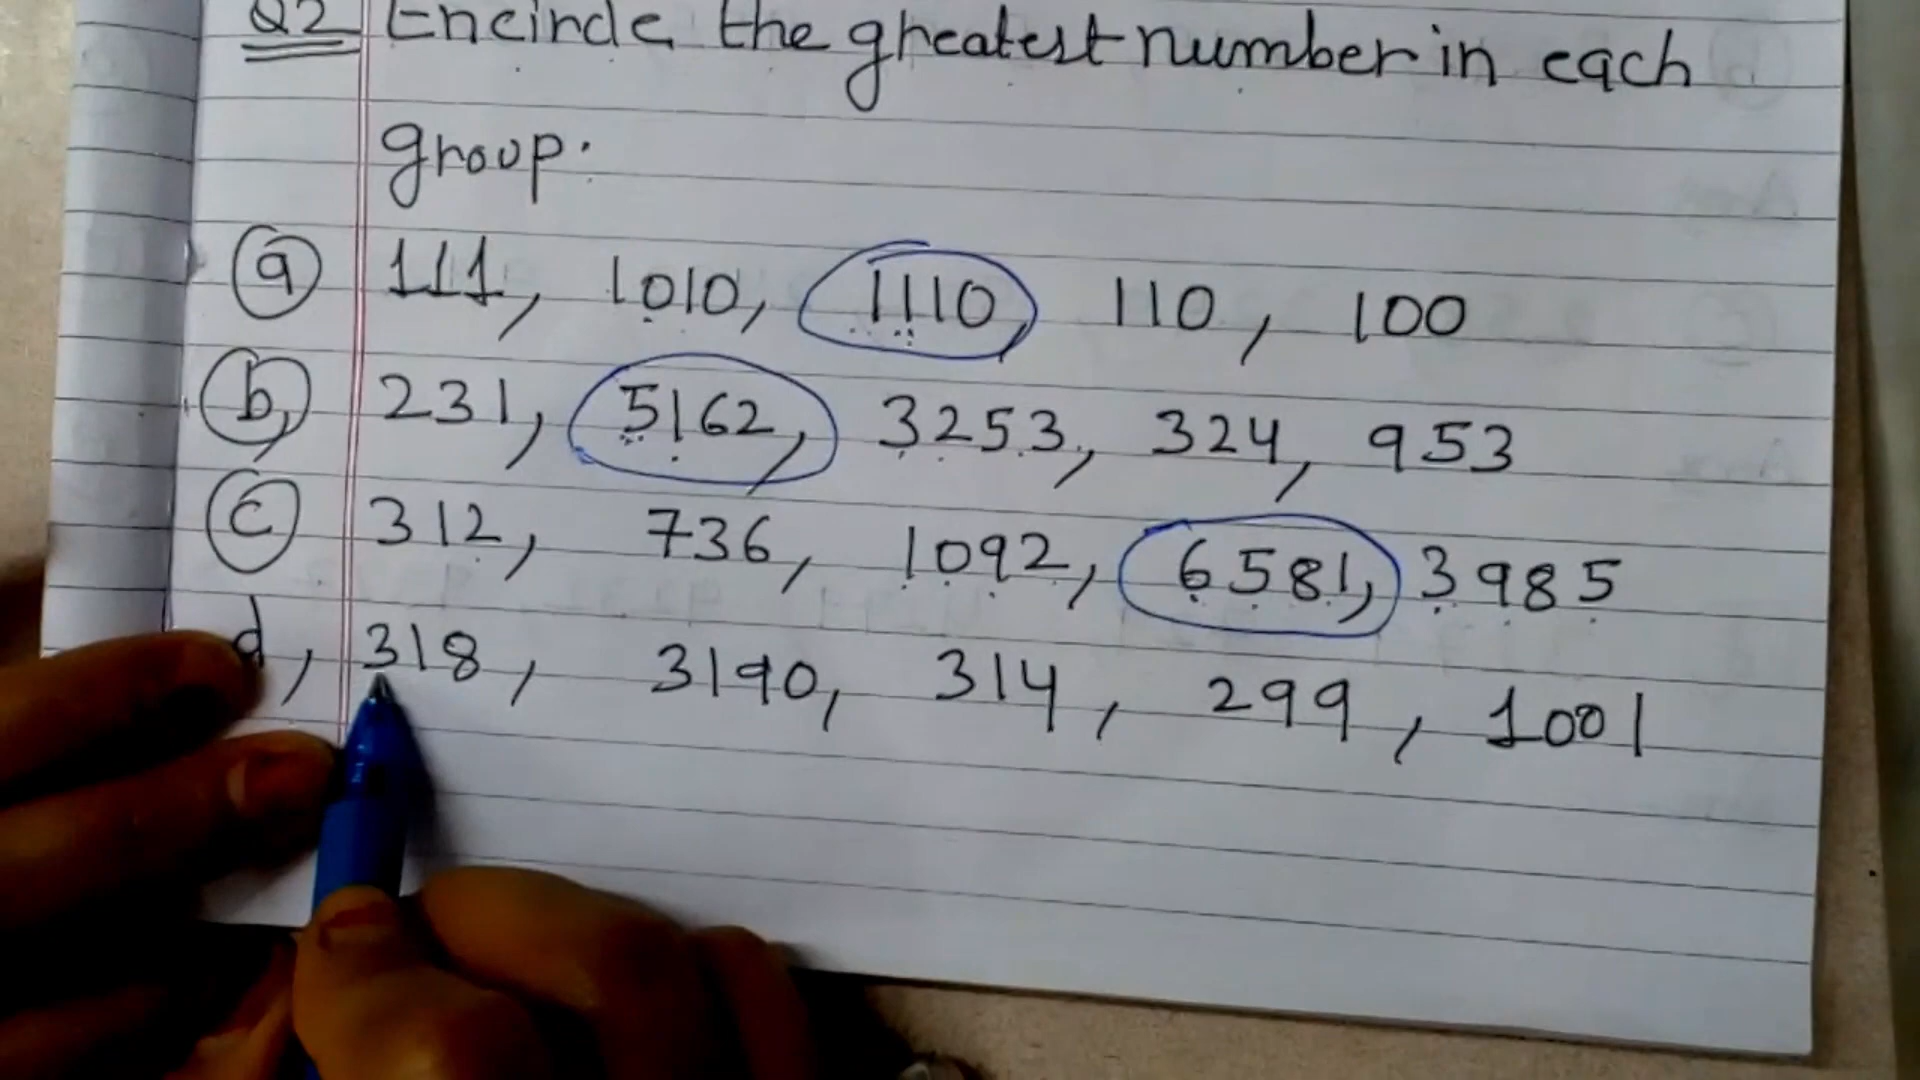 Q2 Encircle the greatest number in each
group.
a 111, 1010, 1110, 110, 100
b, 231, 5162, 3253, 324, 953
c 312, 736, 1092, 6581, 3985
d, 318, 3190, 314, 299, 1001